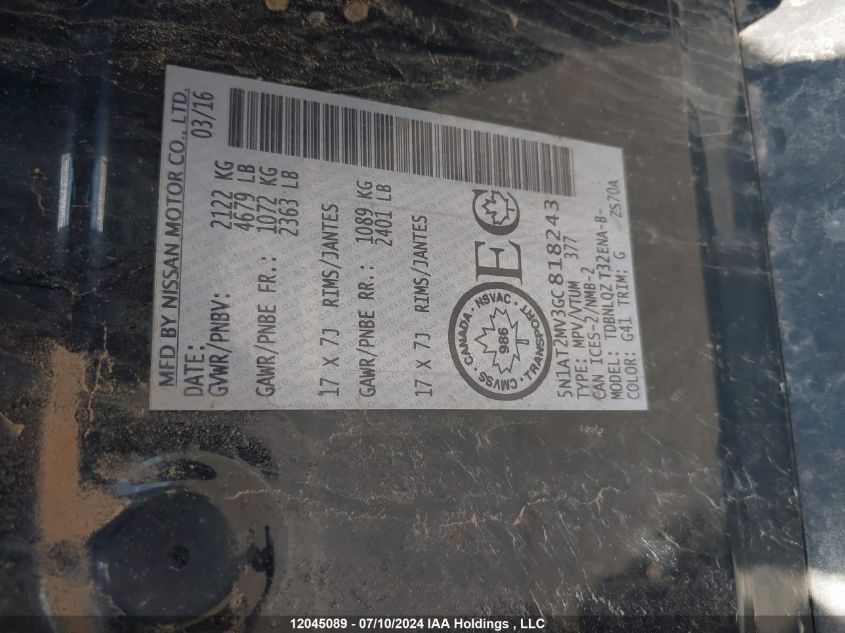 MFD BY NISSAN MOTOR CO., LTD.
DATE: 03/16
GVWR/PNBV: 2122 KG
4679 LB
GAWR/PNBE FR.: 1072 KG
2363 LB
17 X 7J RIMS/JANTES
GAWR/PNBE RR.: 1089 KG
2401 LB
17 X 7J RIMS/JANTES
CANADA. NSVAC. TRANSPORT. CMVSS.
986
EC
5N1AT2MV3GC818243
TYPE: MPV/VTUM 377
CAN ICES-2/NMB-2
MODEL: TDBNLQZ T32ENA-B-
COLOR: G41 TRIM: G ZS70A
12045089 - 07/10/2024 IAA Holdings , LLC